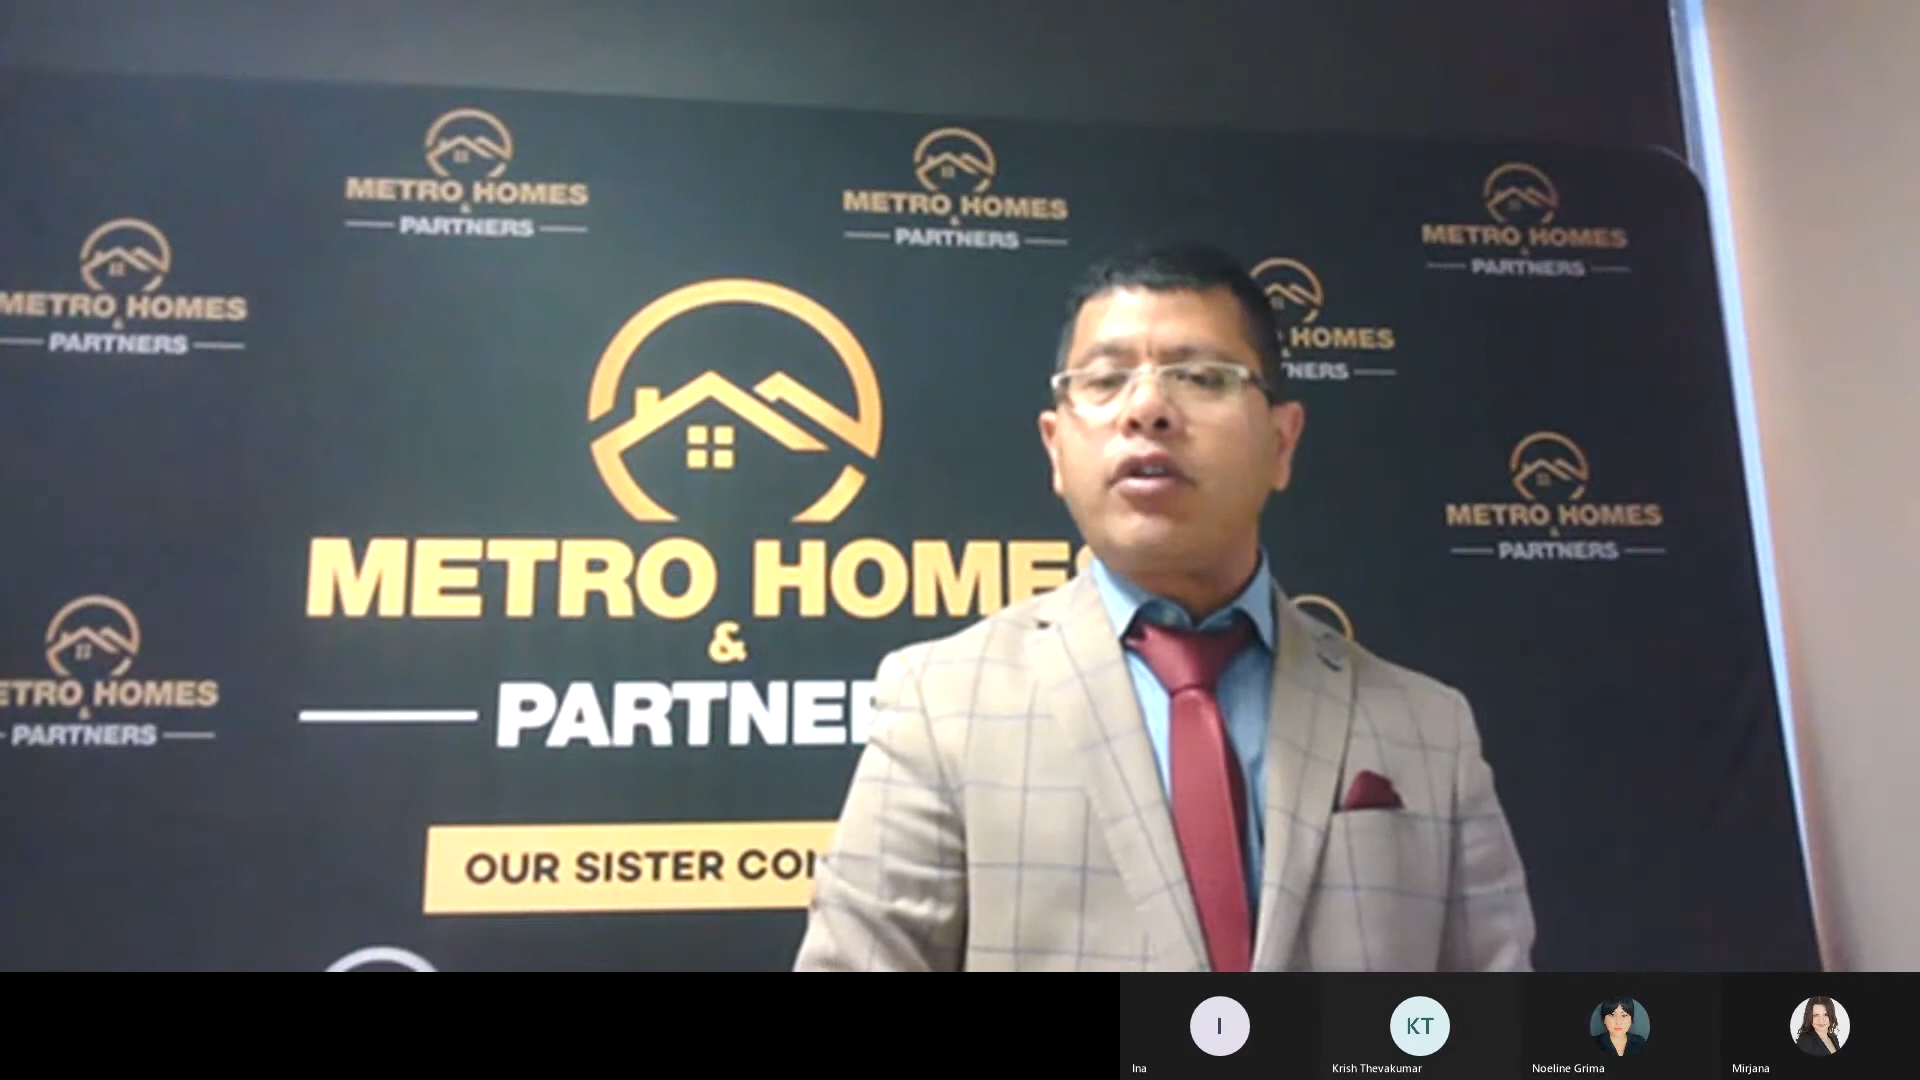 METRO HOMES
&
PARTNERS
METRO HOMES
&
PARTNERS
METRO HOMES
&
PARTNERS
METRO HOMES
&
PARTNERS
HOMES
METRO HOMES
&
PARTNERS
METRO HOMES
&
PARTNERS
METRO HOMES
&
PARTNERS
OUR SISTER
I
KT
Ina
Krish Thevakumar
Noeline Grima
Mirjana